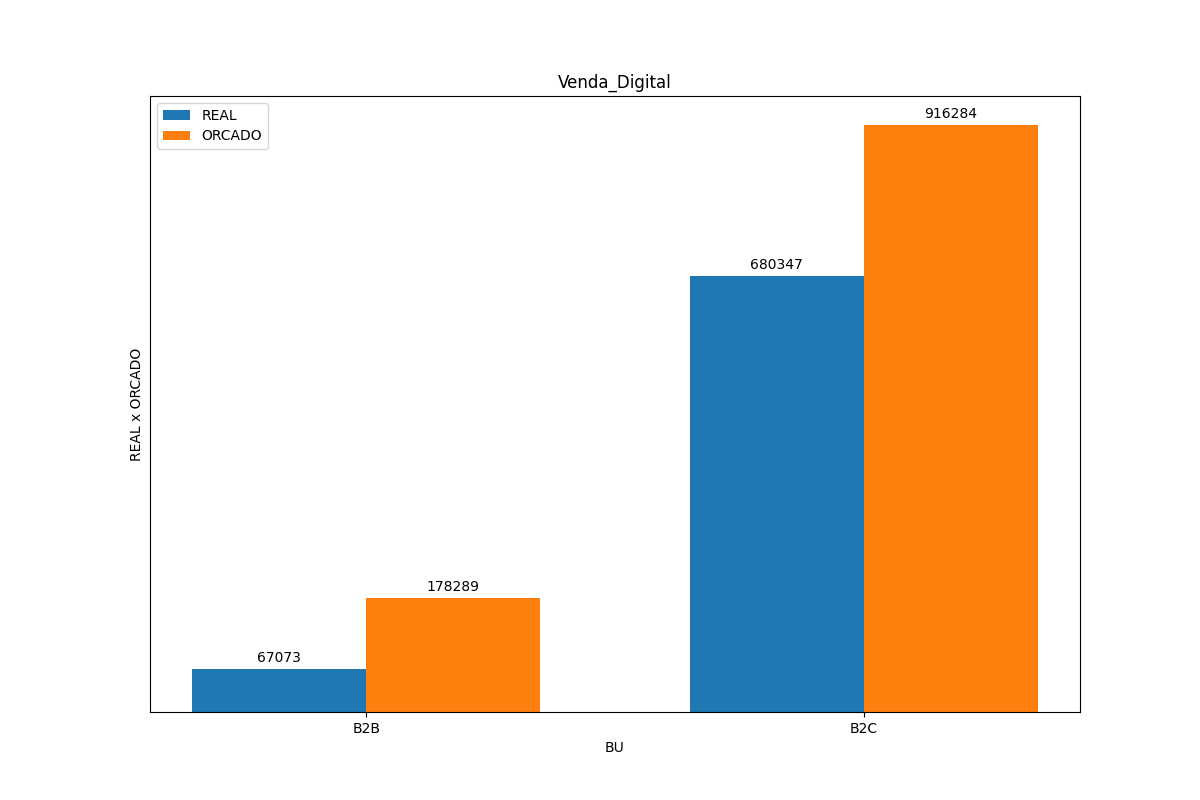 Venda_Digital
REAL
ORCADO
916284
680347
178289
67073
REAL x ORCADO
B2B
B2C
BU